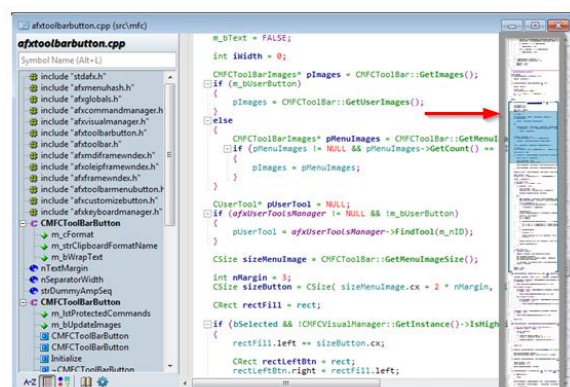 afxtoolbarbutton.cpp (src\mfc)
afxtoolbarbutton.cpp
Symbol Name (Alt+L)
include "stdafx.h"
include "afxmenuhash.h"
include "afxglobals.h"
include "afxcommandmanager.h
include "afxvisualmanager.h"
include "afxtoolbarbutton.h"
include "afxtoolbar.h"
include "afxmdiframewndex.h"
include "afxoleipframewndex.h"
include "afxframewndex.h"
include "afxtoolbarmenubutton.h
include "afxcustomizebutton.h"
include "afxkeyboardmanager.h"
CMFCToolBarButton
m_cFormat
m_strClipboardFormatName
m_bWrapText
nTextMargin
nSeparatorWidth
strDummyAmpSeq
CMFCToolBarButton
m_lstProtectedCommands
m_bUpdateImages
CMFCToolBarButton
CMFCToolBarButton
Initialize
~CMFCToolBarButton
A-Z
m_bText = FALSE;
int iWidth = 0;
CMFCToolBarImages* pImages = CMFCToolBar::GetImages();
if (m_bUserButton)
{
pImages = CMFCToolBar::GetUserImages();
}
else
{
CMFCToolBarImages* pMenuImages = CMFCToolBar::GetMenuI
if (pMenuImages != NULL && pMenuImages->GetCount() ==
{
pImages = pMenuImages;
}
}
CUserTool* pUserTool = NULL;
if (afxUserToolsManager != NULL && !m_bUserButton)
{
pUserTool = afxUserToolsManager->FindTool(m_nID);
}
CSize sizeMenuImage = CMFCToolBar::GetMenuImageSize();
int nMargin = 3;
CSize sizeButton = CSize( sizeMenuImage.cx + 2 * nMargin,
CRect rectFill = rect;
if (bSelected && !CMFCVisualManager::GetInstance()->IsHigh
{
rectFill.left += sizeButton.cx;
CRect rectLeftBtn = rect;
rectLeftBtn.right = rectFill.left;